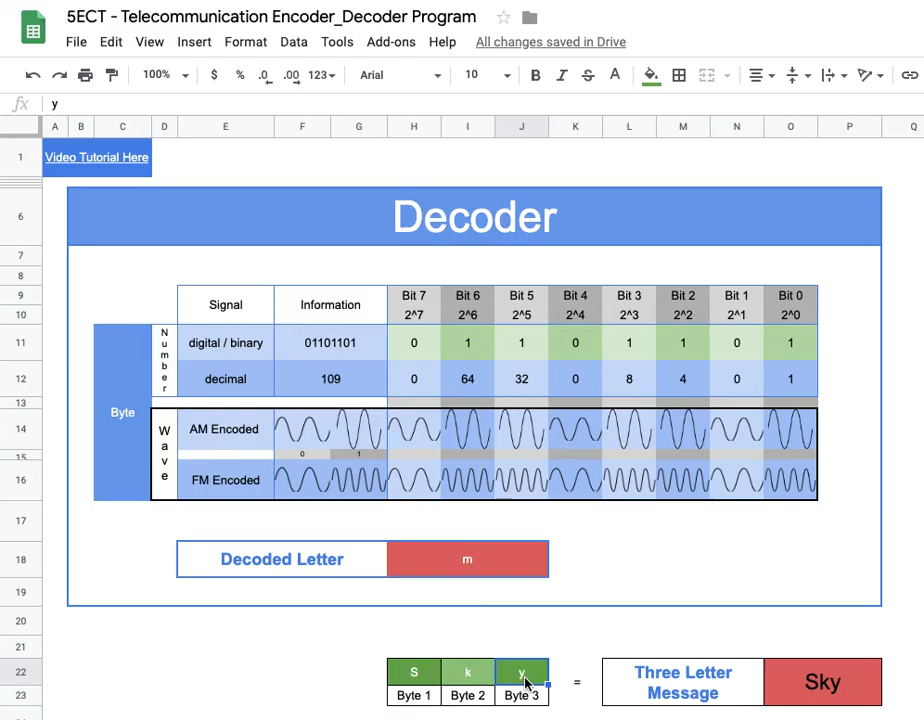 5ECT - Telecommunication Encoder_Decoder Program
File Edit View Insert Format Data Tools Add-ons Help All changes saved in Drive
100% $ % .0 .00 123 Arial 10 B I S A
fx y
A B C D E F G H I J K L M N O P Q
1 Video Tutorial Here
6 Decoder
7
8
9 Signal Information Bit 7 Bit 6 Bit 5 Bit 4 Bit 3 Bit 2 Bit 1 Bit 0
10 2^7 2^6 2^5 2^4 2^3 2^2 2^1 2^0
11 Number digital / binary 01101101 0 1 1 0 1 1 0 1
12 decimal 109 0 64 32 0 8 4 0 1
13 Byte
14 Wave AM Encoded
15 0 1
16 FM Encoded
17
18 Decoded Letter m
19
20
21
22 S k y = Three Letter Message Sky
23 Byte 1 Byte 2 Byte 3